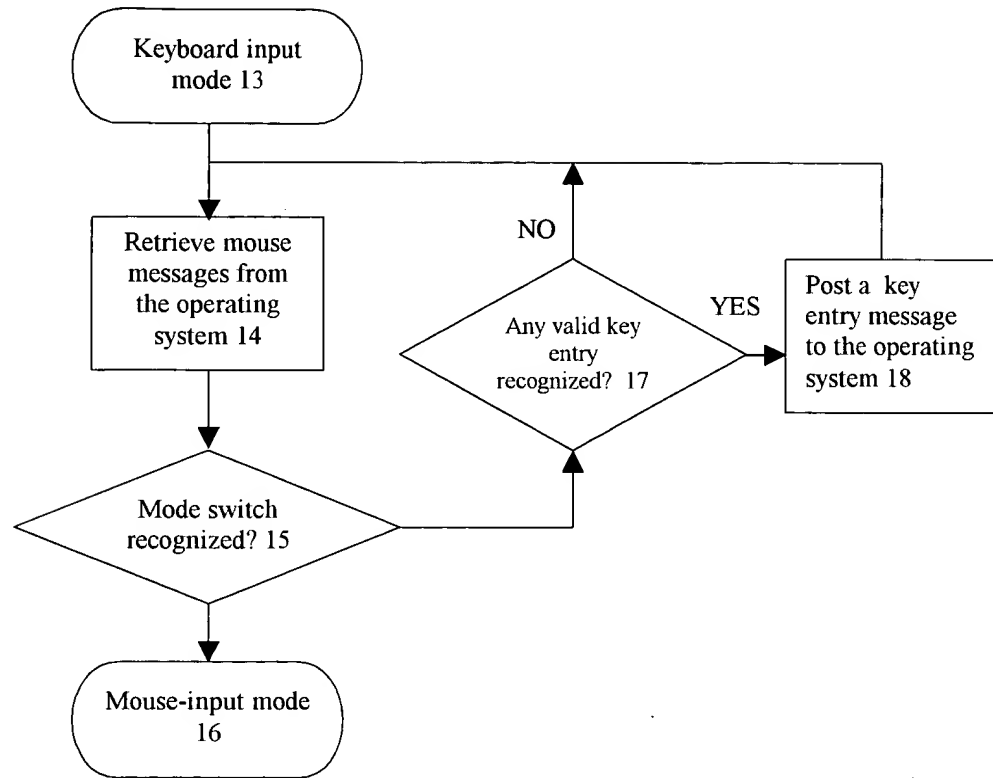 Keyboard input
mode 13
Retrieve mouse
messages from
the operating
system 14
Mode switch
recognized? 15
Mouse-input mode
16
NO
Any valid key
entry
recognized? 17
YES
Post a key
entry message
to the operating
system 18